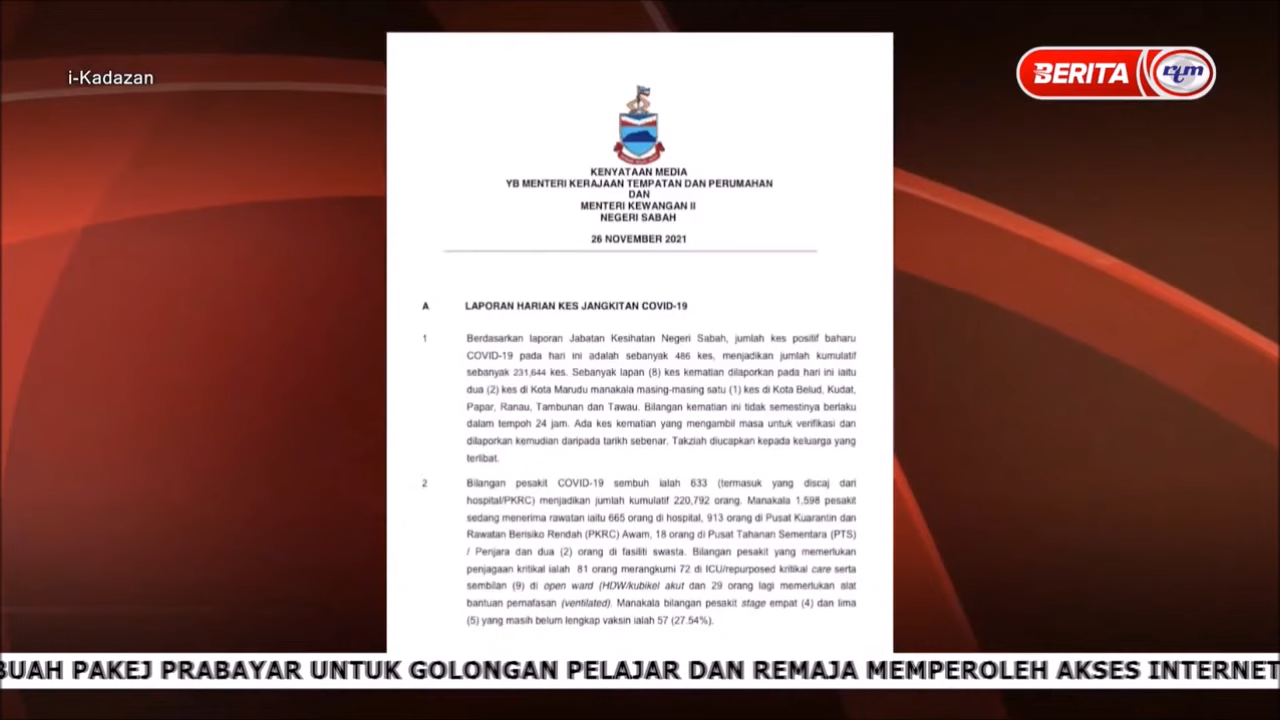 i-Kadazan
BERITA rtm
KENYATAAN MEDIA
YB MENTERI KERAJAAN TEMPATAN DAN PERUMAHAN
DAN
MENTERI KEWANGAN II
NEGERI SABAH
26 NOVEMBER 2021
A LAPORAN HARIAN KES JANGKITAN COVID-19
1 Berdasarkan laporan Jabatan Kesihatan Negeri Sabah, jumlah kes positif baharu
COVID-19 pada hari ini adalah sebanyak 486 kes, menjadikan jumlah kumulatif
sebanyak 231,644 kes. Sebanyak lapan (8) kes kematian dilaporkan pada hari ini iaitu
dua (2) kes di Kota Marudu manakala masing-masing satu (1) kes di Kota Belud, Kudat,
Papar, Ranau, Tambunan dan Tawau. Bilangan kematian ini tidak semestinya berlaku
dalam tempoh 24 jam. Ada kes kematian yang mengambil masa untuk verifikasi dan
dilaporkan kemudian daripada tarikh sebenar. Takziah diucapkan kepada keluarga yang
terlibat.
2 Bilangan pesakit COVID-19 sembuh ialah 633 (termasuk yang discaj dari
hospital/PKRC) menjadikan jumlah kumulatif 220,792 orang. Manakala 1,598 pesakit
sedang menerima rawatan iaitu 665 orang di hospital, 913 orang di Pusat Kuarantin dan
Rawatan Berisiko Rendah (PKRC) Awam, 18 orang di Pusat Tahanan Sementara (PTS)
/ Penjara dan dua (2) orang di fasiliti swasta. Bilangan pesakit yang memerlukan
penjagaan kritikal ialah 81 orang merangkumi 72 di ICU/repurposed kritikal care serta
sembilan (9) di open ward (HDW/kubikel akut dan 29 orang lagi memerlukan alat
bantuan pernafasan (ventilated). Manakala bilangan pesakit stage empat (4) dan lima
(5) yang masih belum lengkap vaksin ialah 57 (27.54%).
BUAH PAKEJ PRABAYAR UNTUK GOLONGAN PELAJAR DAN REMAJA MEMPEROLEH AKSES INTERNET